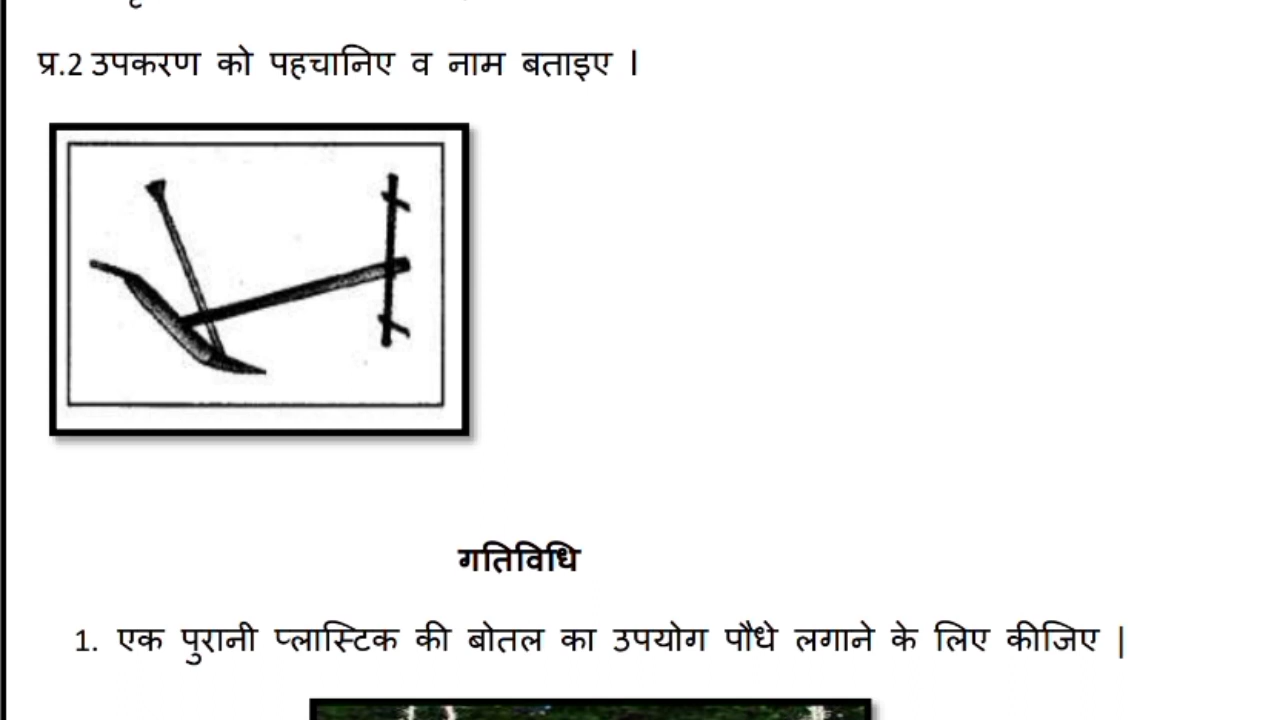 प्र.2 उपकरण को पहचानिए व नाम बताइए ।
गतिविधि
1. एक पुरानी प्लास्टिक की बोतल का उपयोग पौधे लगाने के लिए कीजिए |